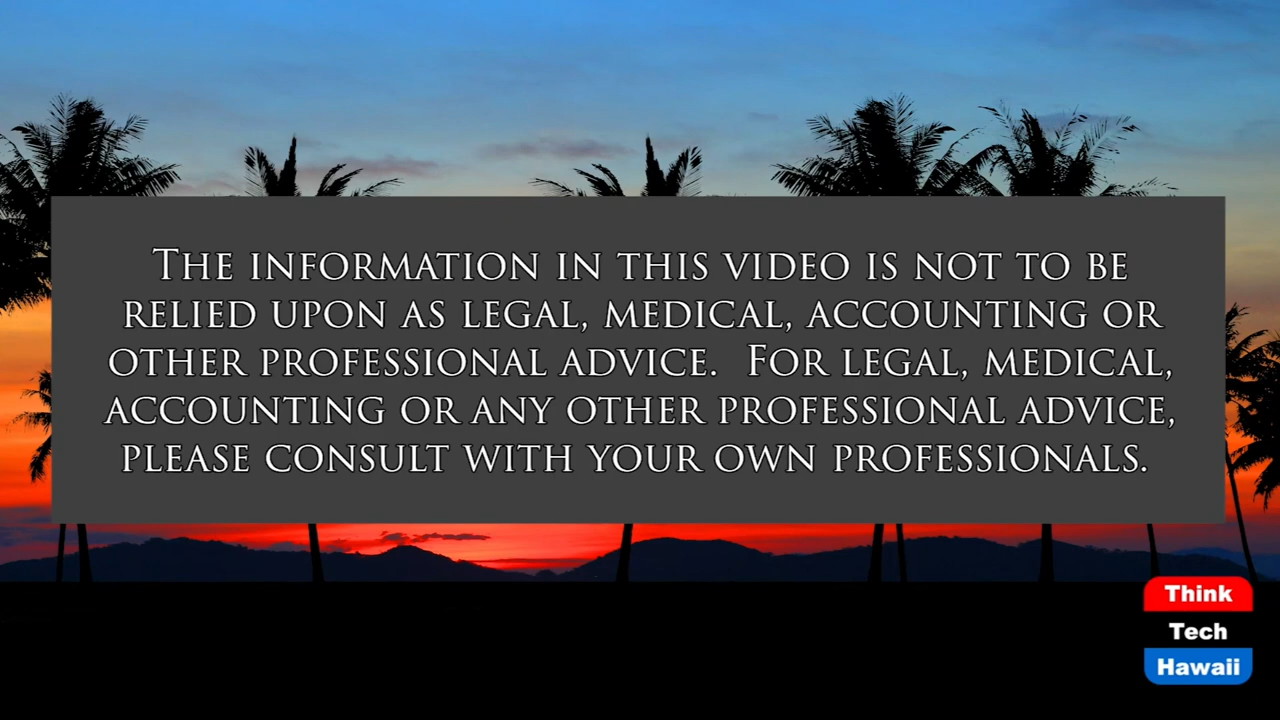 The information in this video is not to be
relied upon as legal, medical, accounting or
other professional advice.  For legal, medical,
accounting or any other professional advice,
please consult with your own professionals.
Think
Tech
Hawaii